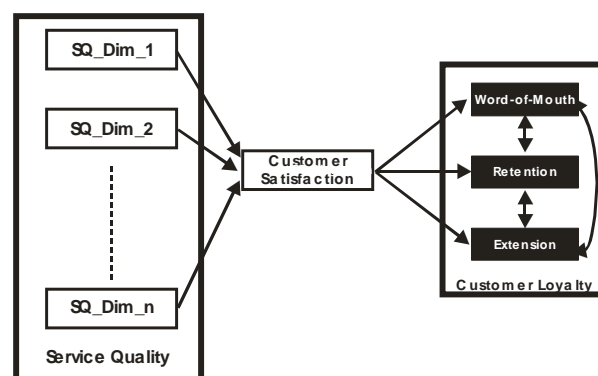 SQ_Dim_1
SQ_Dim_2
SQ_Dim_n
Service Quality
Customer
Satisfaction
Word-of-Mouth
Retention
Extension
Customer Loyalty